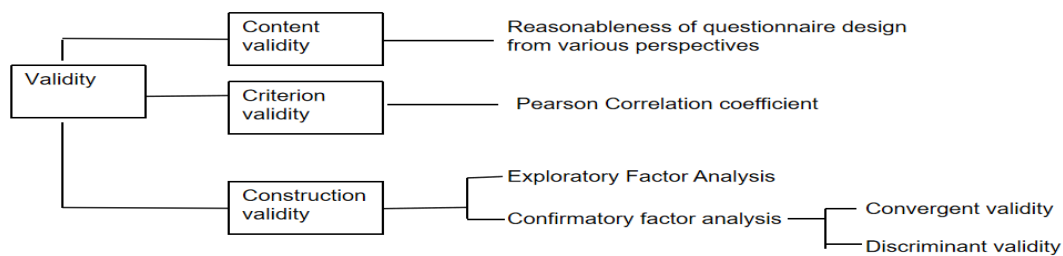 Content
validity
Reasonableness of questionnaire design
from various perspectives
Validity
Criterion
validity
Pearson Correlation coefficient
Construction
validity
Exploratory Factor Analysis
Confirmatory factor analysis
Convergent validity
Discriminant validity